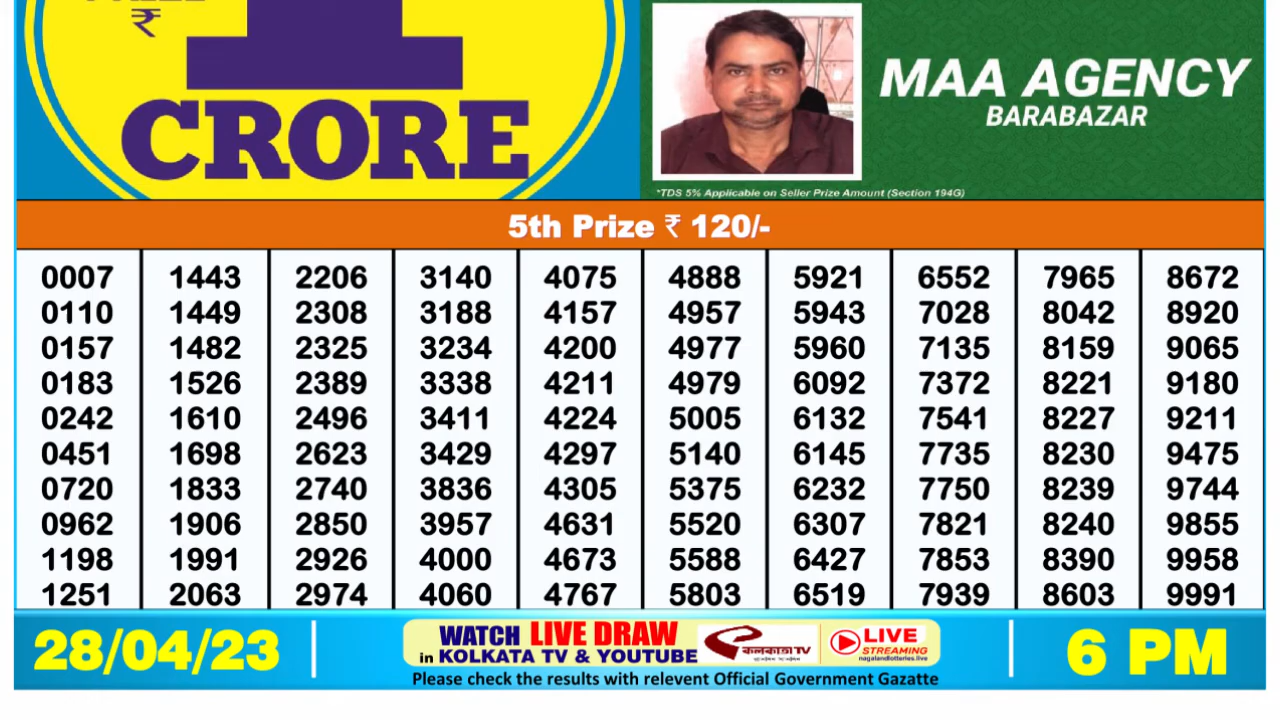 ₹
1
CRORE
MAA AGENCY
BARABAZAR
*TDS 5% Applicable on Seller Prize Amount (Section 194G)
5th Prize ₹ 120/-
0007 1443 2206 3140 4075 4888 5921 6552 7965 8672
0110 1449 2308 3188 4157 4957 5943 7028 8042 8920
0157 1482 2325 3234 4200 4977 5960 7135 8159 9065
0183 1526 2389 3338 4211 4979 6092 7372 8221 9180
0242 1610 2496 3411 4224 5005 6132 7541 8227 9211
0451 1698 2623 3429 4297 5140 6145 7735 8230 9475
0720 1833 2740 3836 4305 5375 6232 7750 8239 9744
0962 1906 2850 3957 4631 5520 6307 7821 8240 9855
1198 1991 2926 4000 4673 5588 6427 7853 8390 9958
1251 2063 2974 4060 4767 5803 6519 7939 8603 9991
28/04/23
WATCH LIVE DRAW
in KOLKATA TV & YOUTUBE
কলকাতা TV
LIVE
STREAMING
nagalandlotteries.live
Please check the results with relevent Official Government Gazatte
6 PM